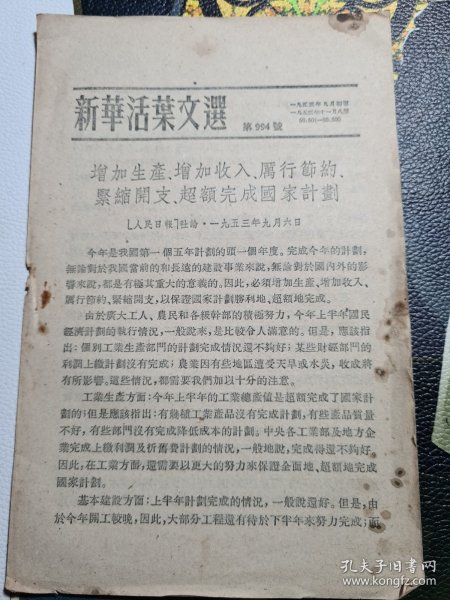 新華活葉文選
第994號
一九五三年九月初版
增加生產、增加收入、厲行節約、
緊縮開支、超額完成國家計劃
[人民日報]社論·一九五三年九月六日
今年是我國第一個五年計劃的頭一個年度。完成今年的計劃,
無論對於我國當前的和長遠的建設事業來說,無論對於國內外的影
響來說,都是有極其重大的意義的。因此,必須增加生產、增加收入、
厲行節約、緊縮開支,以保證國家計劃勝利地、超額地完成。
由於廣大工人、農民和各級幹部的積極努力,今年上半年國民
經濟計劃的執行情況,一般說來,是比較令人滿意的。但是,應該指
出:個別工業生產部門的計劃完成情況還不夠好;某些財經部門的
利潤上繳計劃沒有完成;農業因有些地區遭受天旱或水災,收成將
有所影響。這些情況,都需要我們加以十分的注意。
工業生產方面:今年上半年的工業總產值是超額完成了國家計
劃的;但是應該指出:有幾種工業產品沒有完成計劃,有些產品質量
不好,有些部門沒有完成降低成本的計劃。中央各工業部及地方企
業完成上繳利潤及折舊費計劃的情況,一般地說,完成得還不夠好。
因此,在工業方面,還需要以更大的努力來保證全面地、超額地完成
國家計劃。
基本建設方面:上半年計劃完成的情況,一般說還好。但是,由
於今年開工較晚,因此,大部分工程還有待於下半年來努力完成;而
孔夫子旧书网